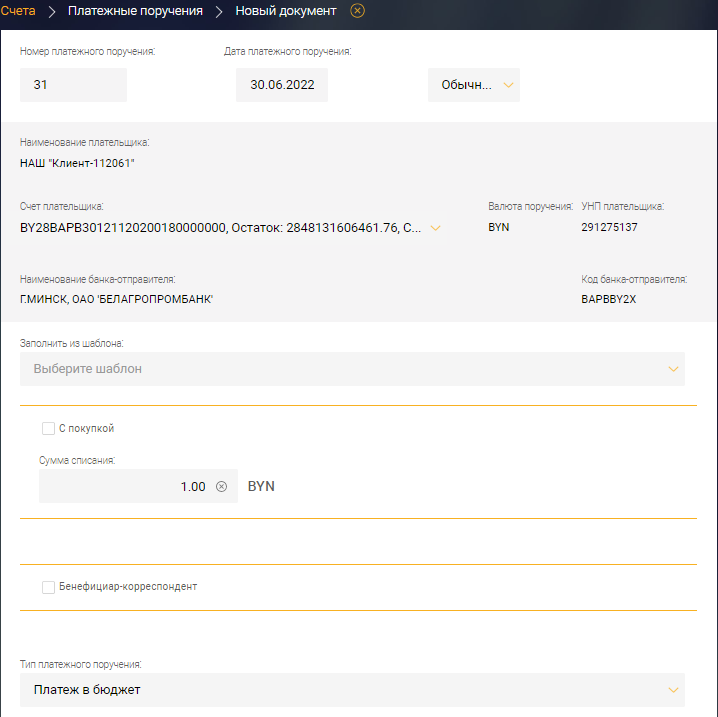 Счета > Платежные поручения > Новый документ
Номер платежного поручения: Дата платежного поручения:
31 30.06.2022 Обычн...
Наименование плательщика:
НАШ "Клиент-112061"
Счет плательщика: Валюта поручения: УНП плательщика:
BY28BAPB30121120200180000000, Остаток: 2848131606461.76, С... BYN 291275137
Наименование банка-отправителя: Код банка-отправителя:
Г.МИНСК, ОАО 'БЕЛАГРОПРОМБАНК' BAPBBY2X
Заполнить из шаблона:
Выберите шаблон
С покупкой
Сумма списания:
1.00 BYN
Бенефициар-корреспондент
Тип платежного поручения:
Платеж в бюджет